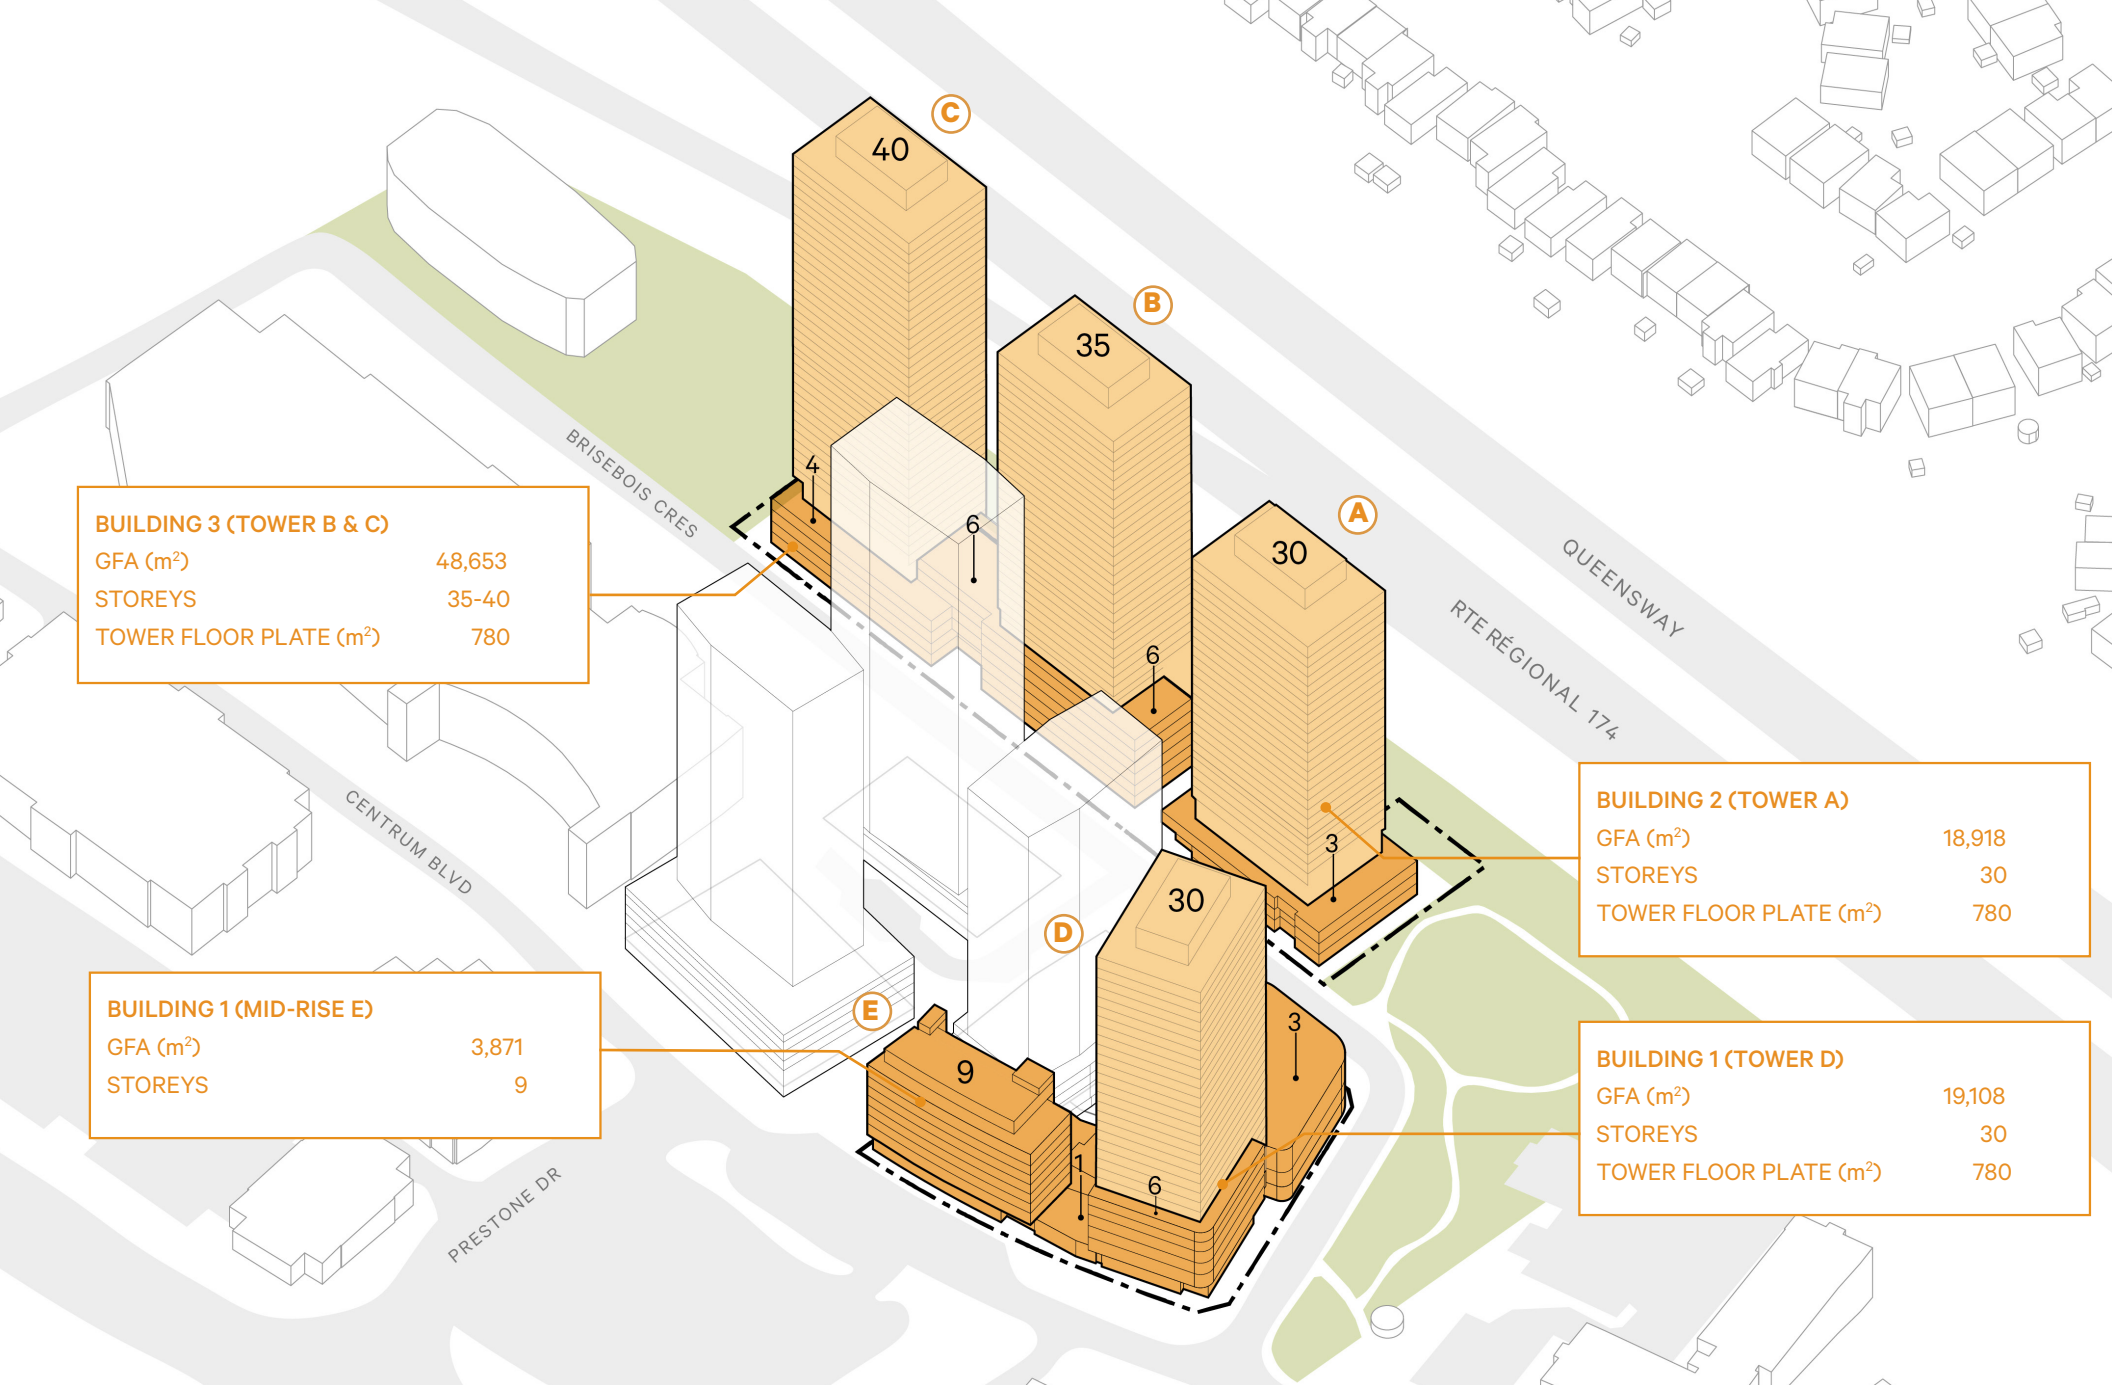 C
40
B
35
A
30
4
6
6
3
BRISEBOIS CRES
QUEENSWAY
RTE RÉGIONAL 174
CENTRUM BLVD
PRESTONE DR
BUILDING 3 (TOWER B & C)
GFA (m²) 48,653
STOREYS 35-40
TOWER FLOOR PLATE (m²) 780
BUILDING 2 (TOWER A)
GFA (m²) 18,918
STOREYS 30
TOWER FLOOR PLATE (m²) 780
D
30
E
9
3
1
6
BUILDING 1 (MID-RISE E)
GFA (m²) 3,871
STOREYS 9
BUILDING 1 (TOWER D)
GFA (m²) 19,108
STOREYS 30
TOWER FLOOR PLATE (m²) 780